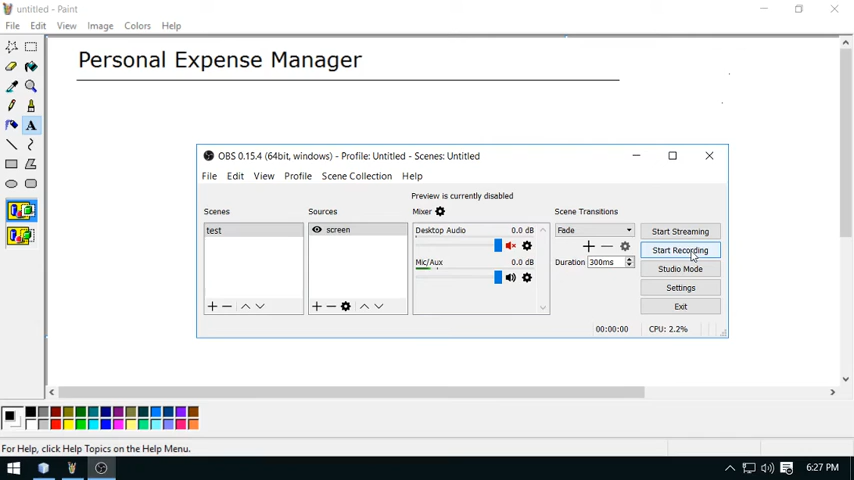 untitled - Paint
File Edit View Image Colors Help
Personal Expense Manager
OBS 0.15.4 (64bit, windows) - Profile: Untitled - Scenes: Untitled
File Edit View Profile Scene Collection Help
Preview is currently disabled
Scenes Sources Mixer Scene Transitions
test screen Desktop Audio 0.0 dB Fade Start Streaming
Start Recording
Mic/Aux 0.0 dB Duration 300ms Studio Mode
Settings
Exit
00:00:00 CPU: 2.2%
For Help, click Help Topics on the Help Menu.
6:27 PM